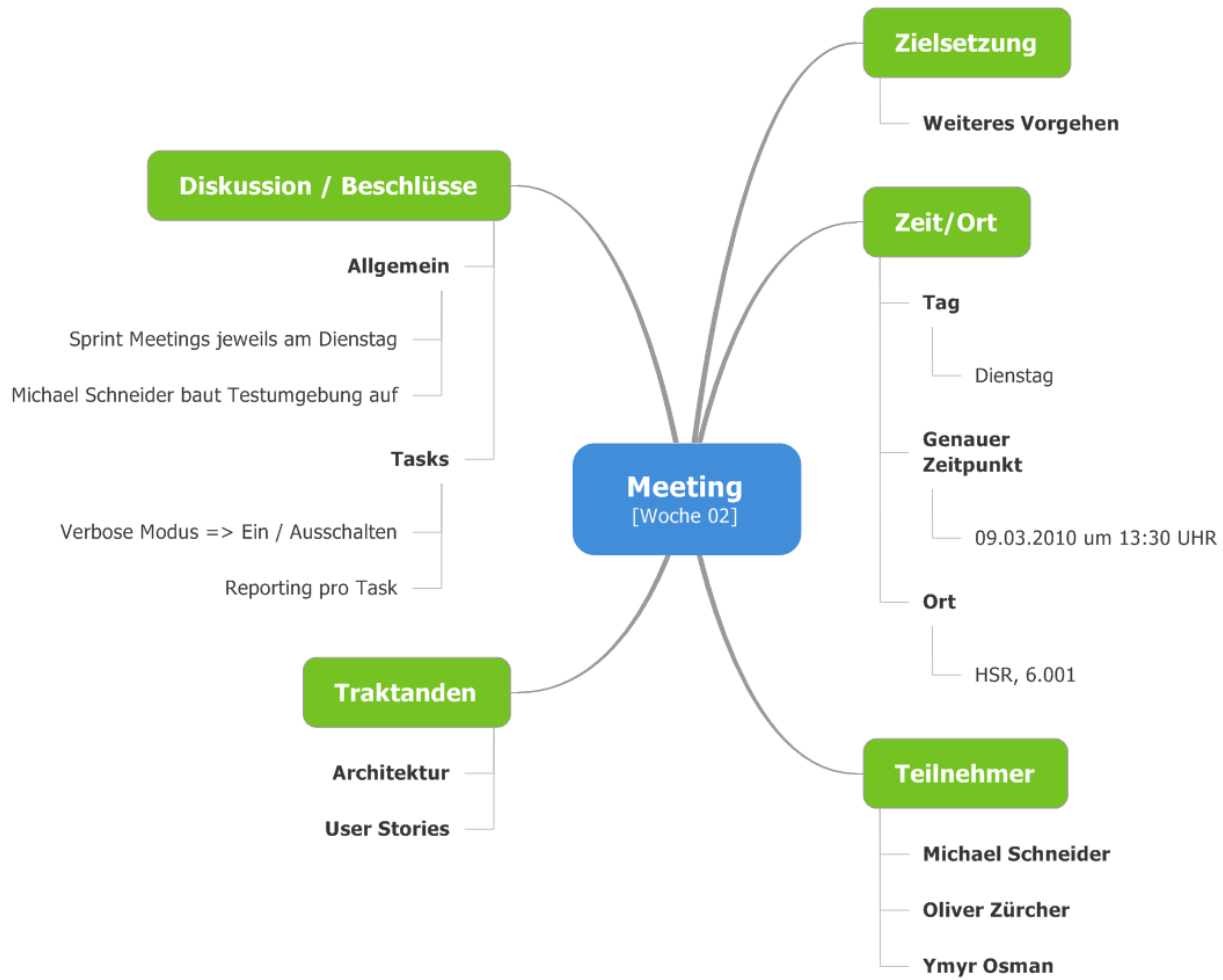 Meeting
[Woche 02]
Zielsetzung
Weiteres Vorgehen
Zeit/Ort
Tag
Dienstag
Genauer
Zeitpunkt
09.03.2010 um 13:30 UHR
Ort
HSR, 6.001
Teilnehmer
Michael Schneider
Oliver Zürcher
Ymyr Osman
Diskussion / Beschlüsse
Allgemein
Sprint Meetings jeweils am Dienstag
Michael Schneider baut Testumgebung auf
Tasks
Verbose Modus => Ein / Ausschalten
Reporting pro Task
Traktanden
Architektur
User Stories